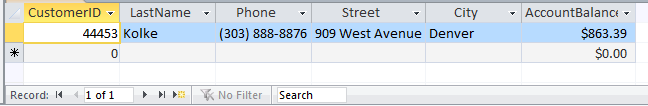 CustomerID LastName Phone Street City AccountBalanc
44453 Kolke (303) 888-8876 909 West Avenue Denver $863.39
0 $0.00
Record: 1 of 1 No Filter Search